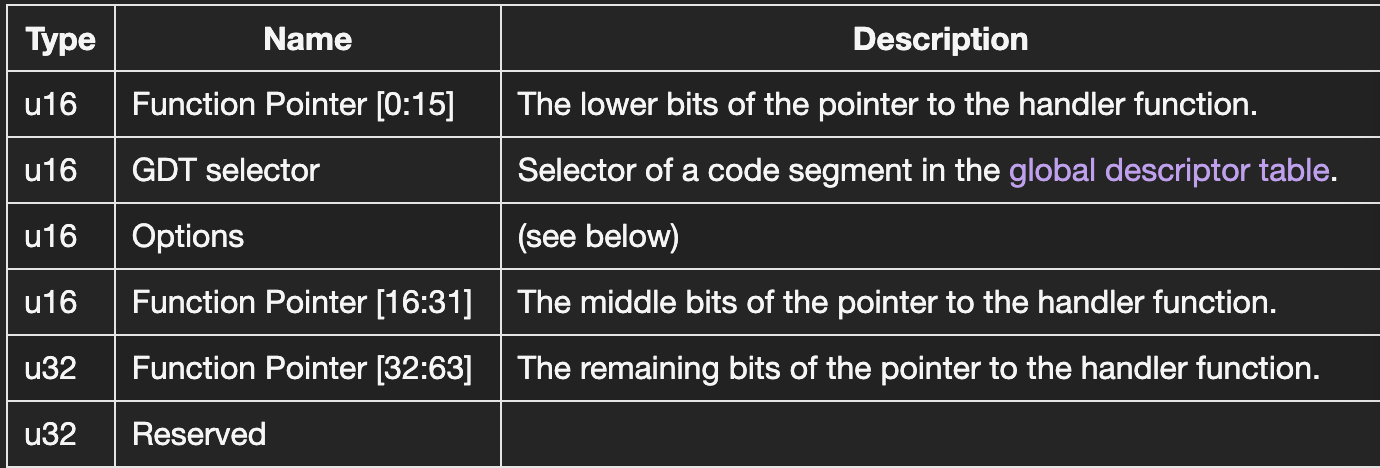 Type Name Description
u16 Function Pointer [0:15] The lower bits of the pointer to the handler function.
u16 GDT selector Selector of a code segment in the global descriptor table.
u16 Options (see below)
u16 Function Pointer [16:31] The middle bits of the pointer to the handler function.
u32 Function Pointer [32:63] The remaining bits of the pointer to the handler function.
u32 Reserved